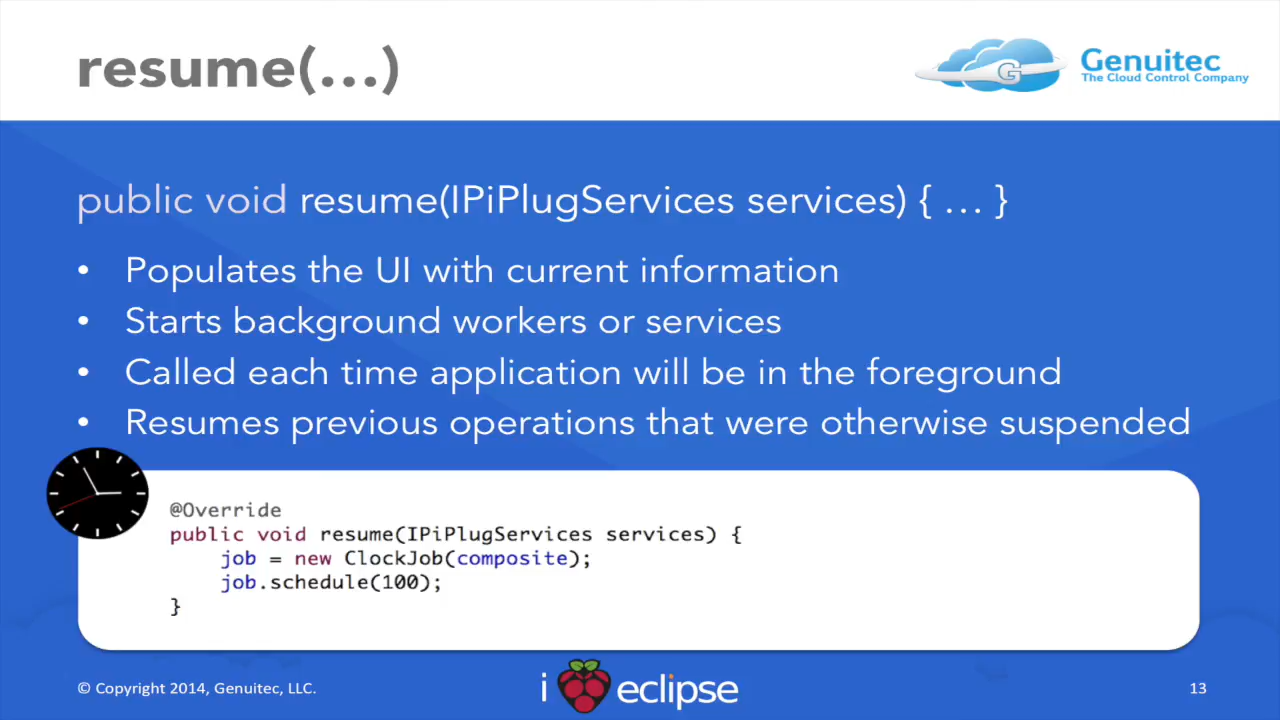 resume(…)
Genuitec
The Cloud Control Company
G
public void resume(IPiPlugServices services) { … }
• Populates the UI with current information
• Starts background workers or services
• Called each time application will be in the foreground
• Resumes previous operations that were otherwise suspended
@Override
public void resume(IPiPlugServices services) {
job = new ClockJob(composite);
job.schedule(100);
}
© Copyright 2014, Genuitec, LLC.
i eclipse
13